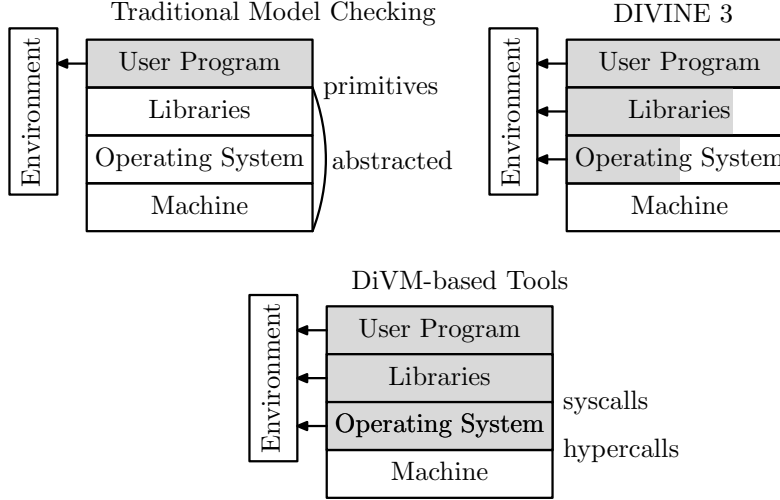 Traditional Model Checking
Environment
User Program
primitives
Libraries
Operating System
abstracted
Machine
DIVINE 3
Environment
User Program
Libraries
Operating System
Machine
DiVM-based Tools
Environment
User Program
Libraries
syscalls
Operating System
hypercalls
Machine